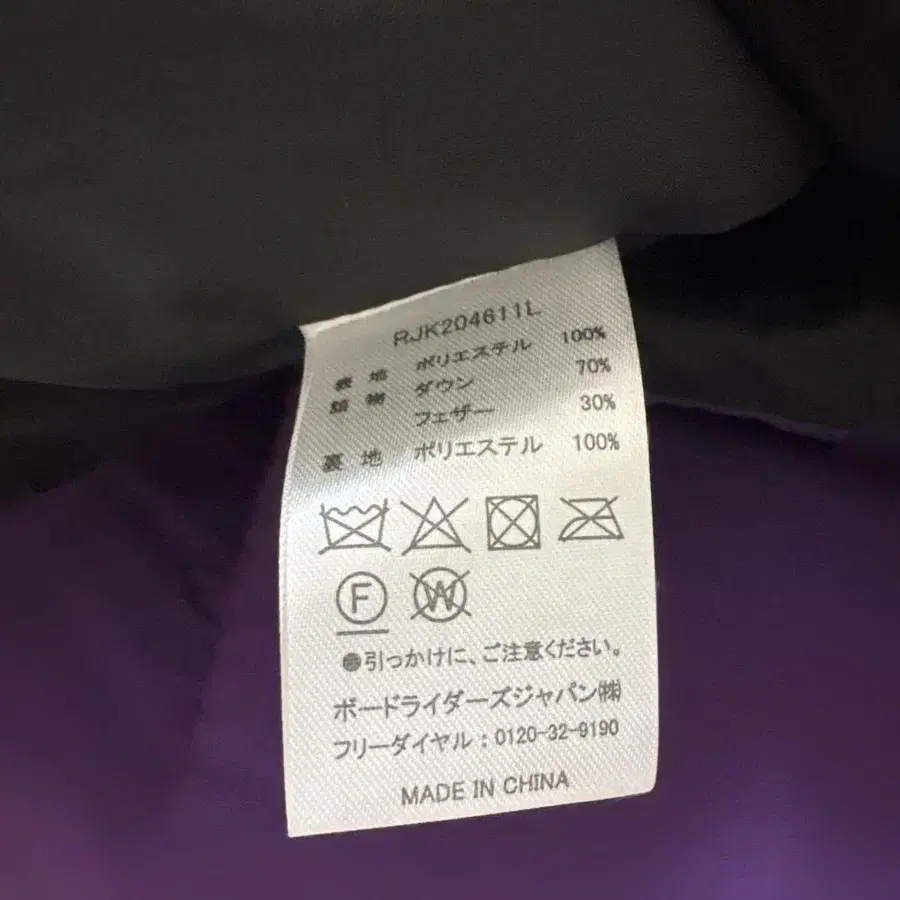 RJK204611L
表 地 ポリエステル 100%
詰 物 ダウン 70%
フェザー 30%
裏 地 ポリエステル 100%
F W
●引っかけに、ご注意ください。
ボードライダーズジャパン㈱
フリーダイヤル：0120-32-9190
MADE IN CHINA